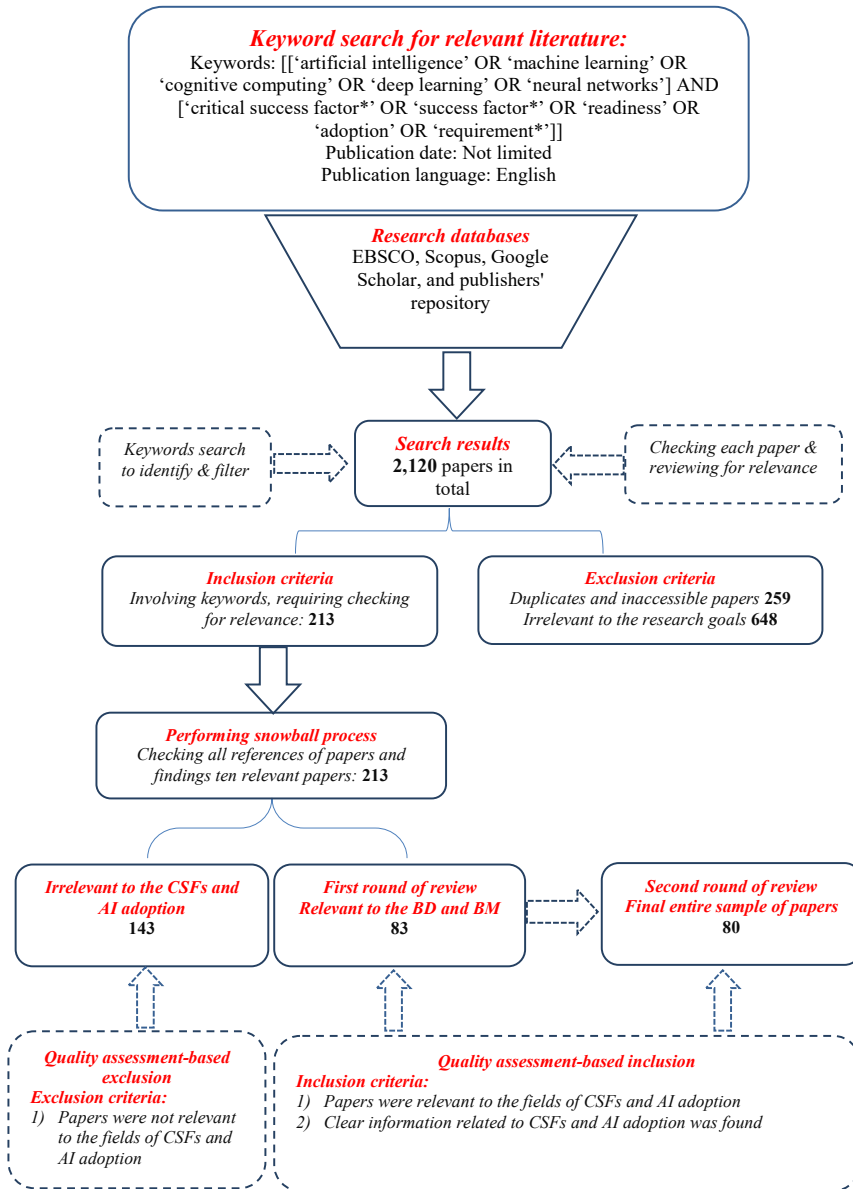 Keyword search for relevant literature:
Keywords: [[‘artificial intelligence’ OR ‘machine learning’ OR
‘cognitive computing’ OR ‘deep learning’ OR ‘neural networks’] AND
[‘critical success factor*’ OR ‘success factor*’ OR ‘readiness’ OR
‘adoption’ OR ‘requirement*’]]
Publication date: Not limited
Publication language: English
Research databases
EBSCO, Scopus, Google
Scholar, and publishers'
repository
Keywords search
to identify & filter
Search results
2,120 papers in
total
Checking each paper &
reviewing for relevance
Inclusion criteria
Involving keywords, requiring checking
for relevance: 213
Exclusion criteria
Duplicates and inaccessible papers 259
Irrelevant to the research goals 648
Performing snowball process
Checking all references of papers and
findings ten relevant papers: 213
Irrelevant to the CSFs and
AI adoption
143
First round of review
Relevant to the BD and BM
83
Second round of review
Final entire sample of papers
80
Quality assessment-based
exclusion
Exclusion criteria:
1) Papers were not relevant
to the fields of CSFs and
AI adoption
Quality assessment-based inclusion
Inclusion criteria:
1) Papers were relevant to the fields of CSFs and AI adoption
2) Clear information related to CSFs and AI adoption was found